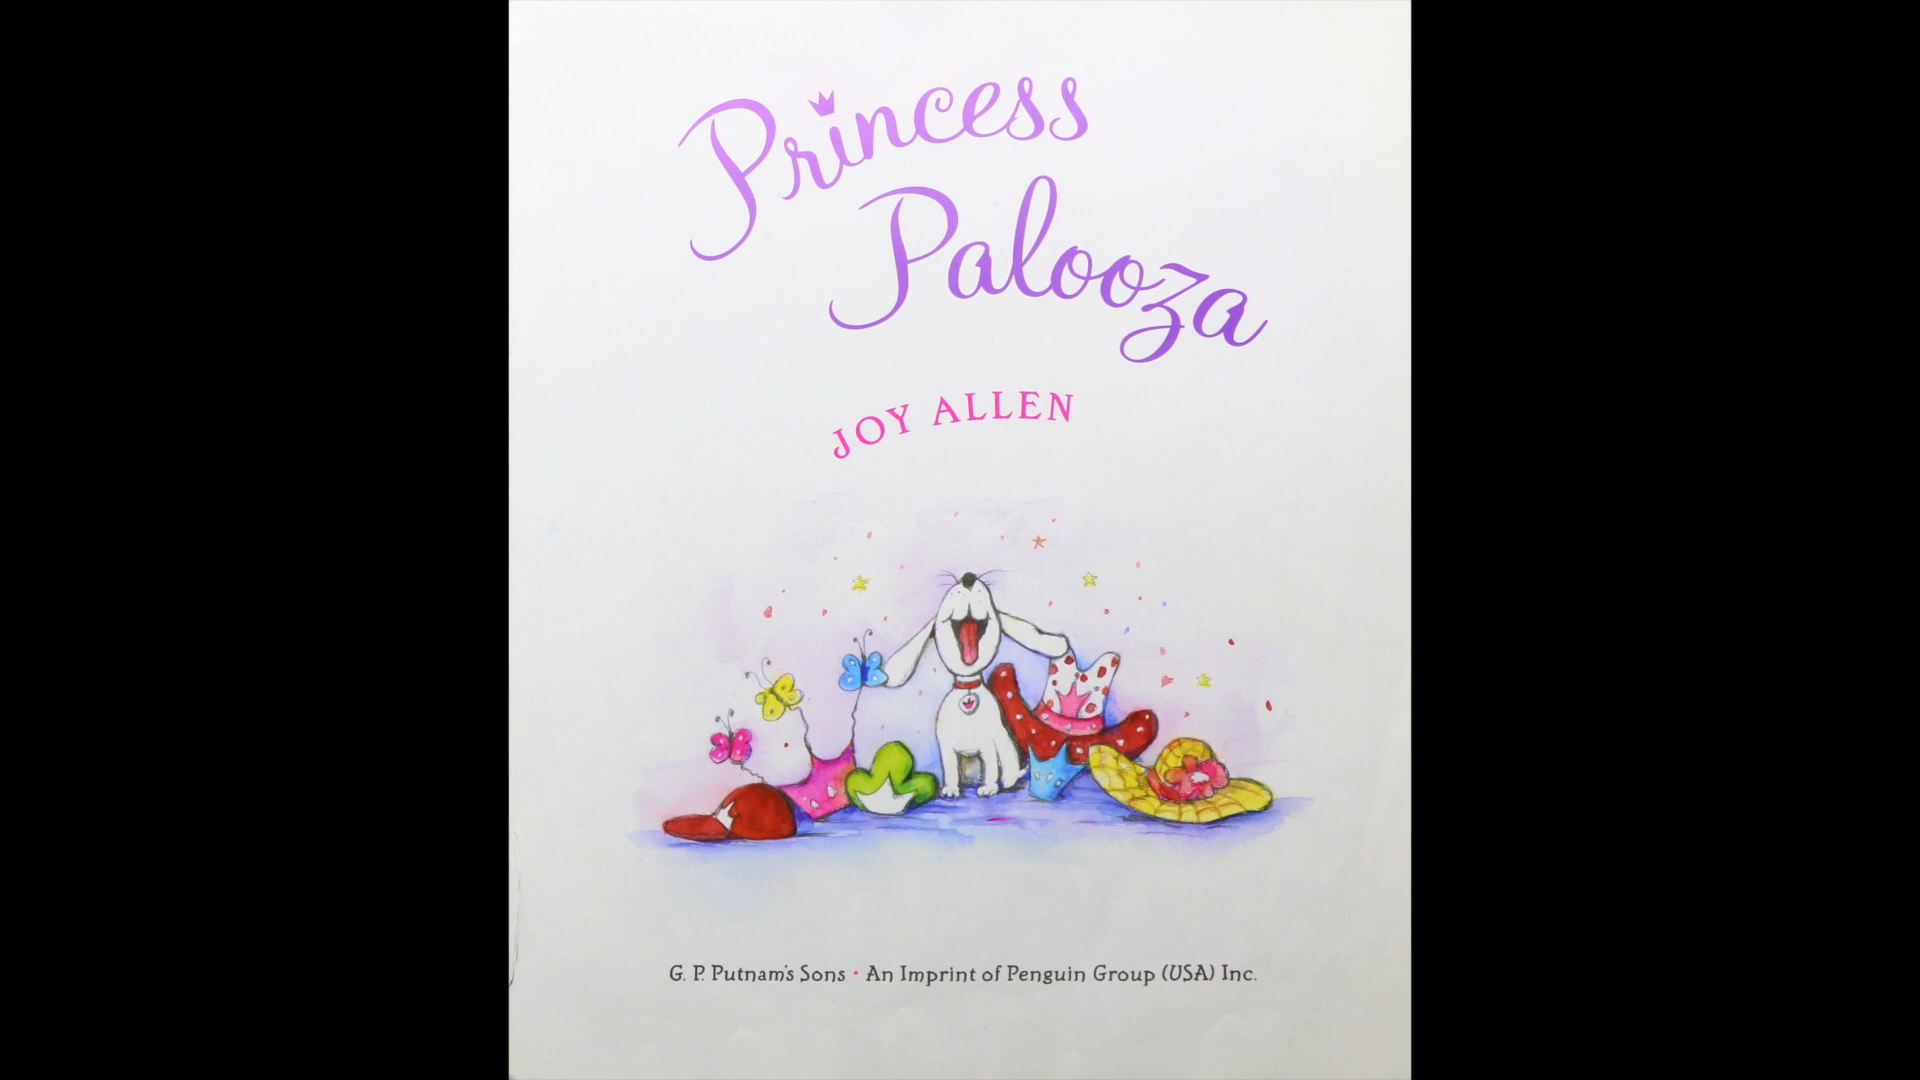 Princess
Palooza
JOY ALLEN
G. P. Putnam's Sons · An Imprint of Penguin Group (USA) Inc.